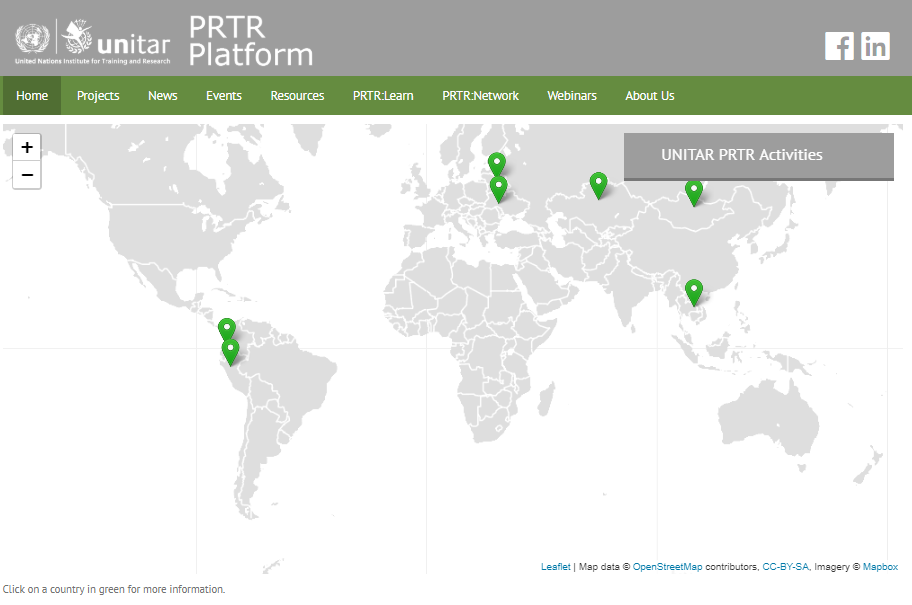 unitar
United Nations Institute for Training and Research
PRTR
Platform
f
in
Home Projects News Events Resources PRTR:Learn PRTR:Network Webinars About Us
+
−
UNITAR PRTR Activities
Leaflet | Map data © OpenStreetMap contributors, CC-BY-SA, Imagery © Mapbox
Click on a country in green for more information.